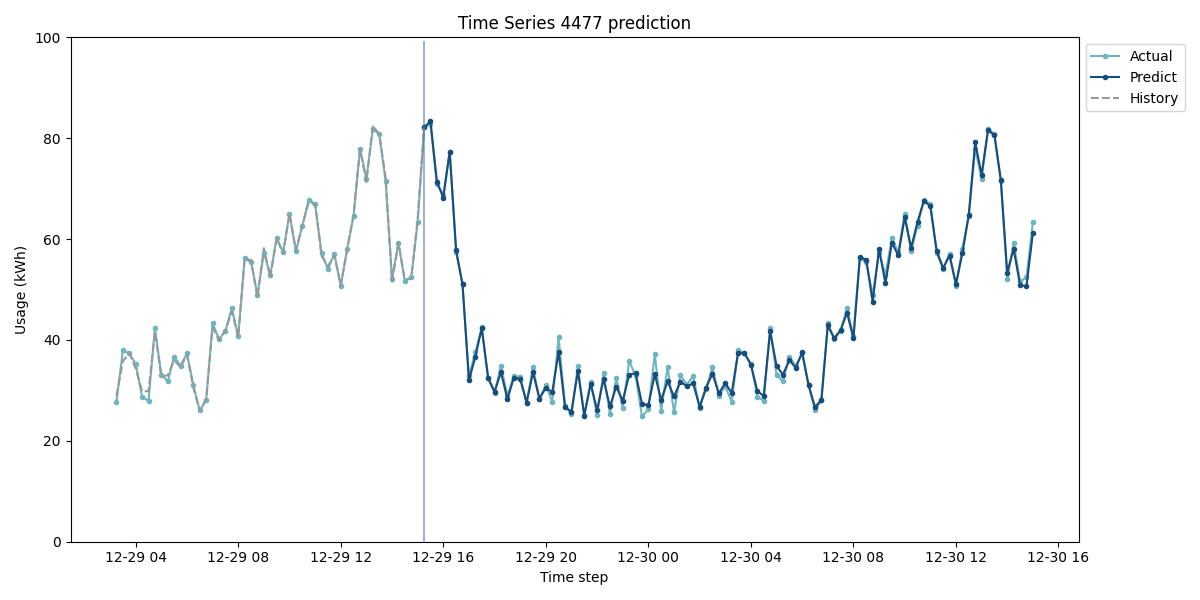 Time Series 4477 prediction
Actual
Predict
History
Usage (kWh)
100
80
60
40
20
0
12-29 04
12-29 08
12-29 12
12-29 16
12-29 20
12-30 00
12-30 04
12-30 08
12-30 12
12-30 16
Time step